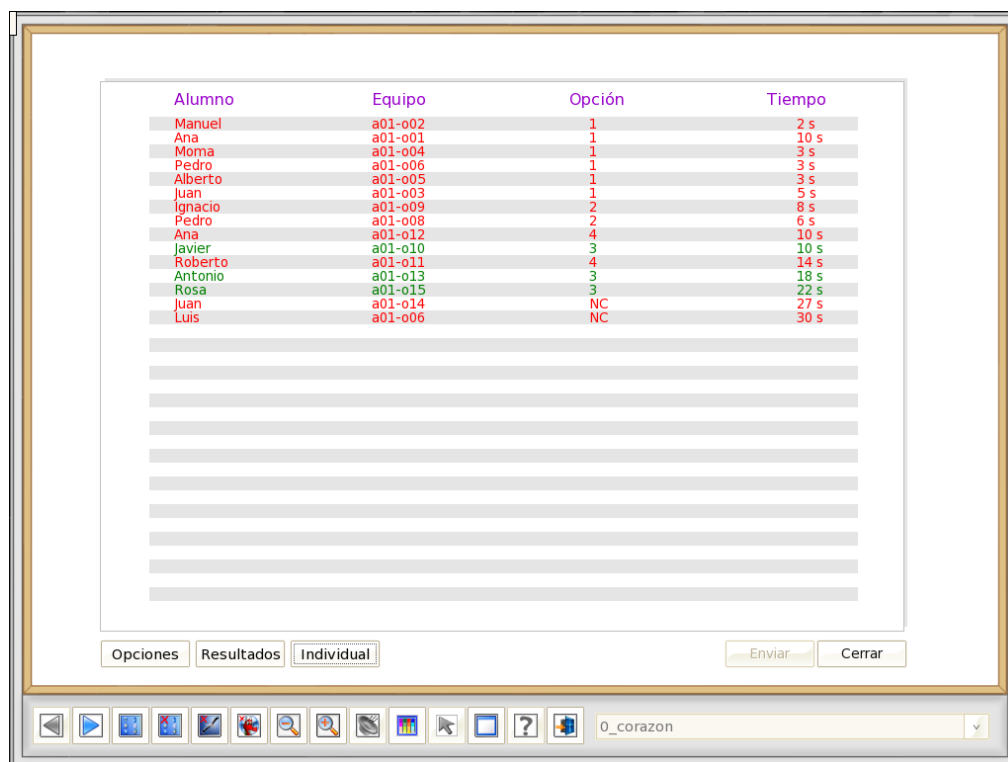 Alumno Equipo Opción Tiempo
Manuel a01-o02 1 2 s
Ana a01-o01 1 10 s
Moma a01-o04 1 3 s
Pedro a01-o06 1 3 s
Alberto a01-o05 1 3 s
Juan a01-o03 1 5 s
Ignacio a01-o09 2 8 s
Pedro a01-o08 2 6 s
Ana a01-o12 4 10 s
Javier a01-o10 3 10 s
Roberto a01-o11 4 14 s
Antonio a01-o13 3 18 s
Rosa a01-o15 3 22 s
Juan a01-o14 NC 27 s
Luis a01-o06 NC 30 s
Opciones Resultados Individual Enviar Cerrar
0_corazon